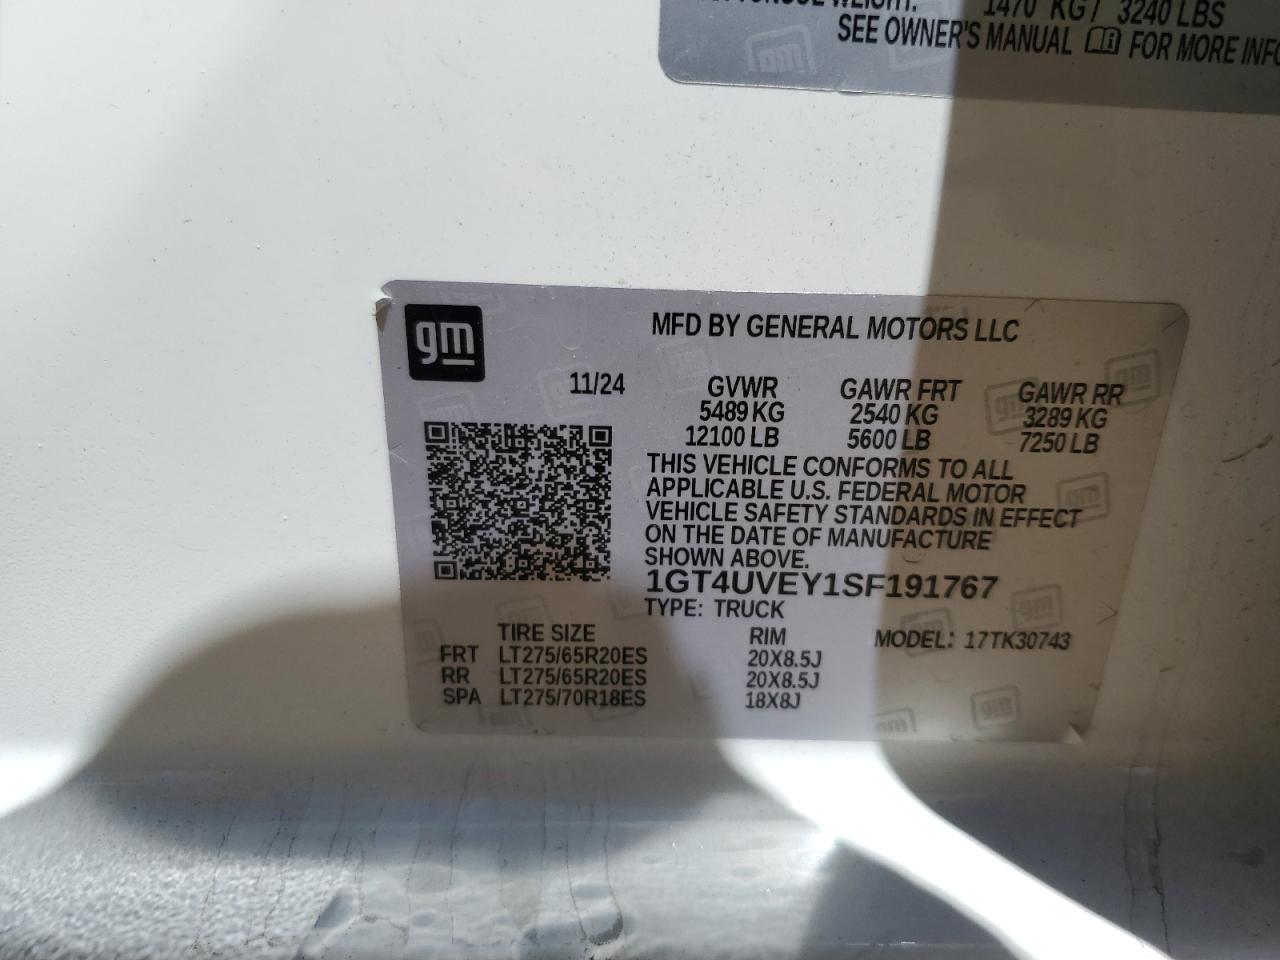 TONGUE WEIGHT: 1470 KG / 3240 LBS
SEE OWNER'S MANUAL FOR MORE INFO
gm
MFD BY GENERAL MOTORS LLC
11/24 GVWR GAWR FRT GAWR RR
5489 KG 2540 KG 3289 KG
12100 LB 5600 LB 7250 LB
THIS VEHICLE CONFORMS TO ALL
APPLICABLE U.S. FEDERAL MOTOR
VEHICLE SAFETY STANDARDS IN EFFECT
ON THE DATE OF MANUFACTURE
SHOWN ABOVE.
1GT4UVEY1SF191767
TYPE: TRUCK
TIRE SIZE RIM MODEL: 17TK30743
FRT LT275/65R20ES 20X8.5J
RR LT275/65R20ES 20X8.5J
SPA LT275/70R18ES 18X8J